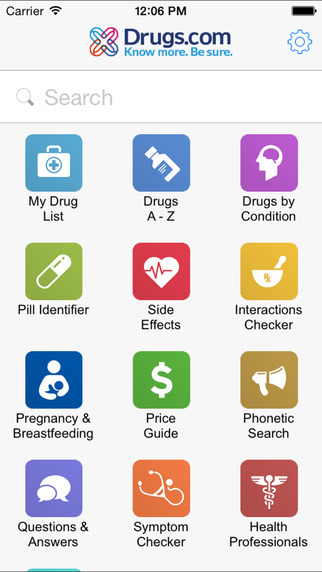 Carrier 12:06 PM
Drugs.com
Know more. Be sure.
Search
My Drug
List
Drugs
A - Z
Drugs by
Condition
Pill Identifier
Side
Effects
Rx
Interactions
Checker
Pregnancy &
Breastfeeding
$
Price
Guide
Phonetic
Search
Questions &
Answers
Symptom
Checker
Health
Professionals